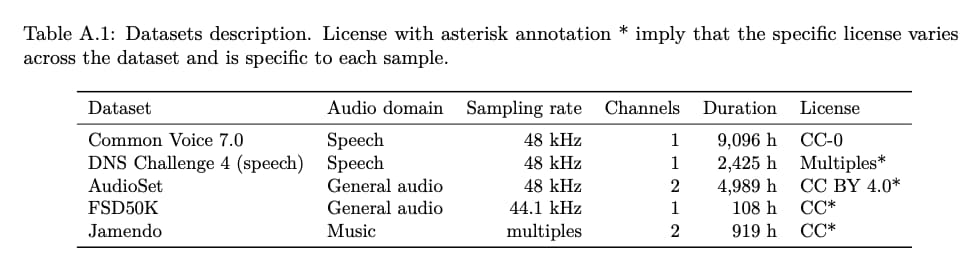 Table A.1: Datasets description. License with asterisk annotation * imply that the specific license varies
across the dataset and is specific to each sample.
Dataset Audio domain Sampling rate Channels Duration License
Common Voice 7.0 Speech 48 kHz 1 9,096 h CC-0
DNS Challenge 4 (speech) Speech 48 kHz 1 2,425 h Multiples*
AudioSet General audio 48 kHz 2 4,989 h CC BY 4.0*
FSD50K General audio 44.1 kHz 1 108 h CC*
Jamendo Music multiples 2 919 h CC*